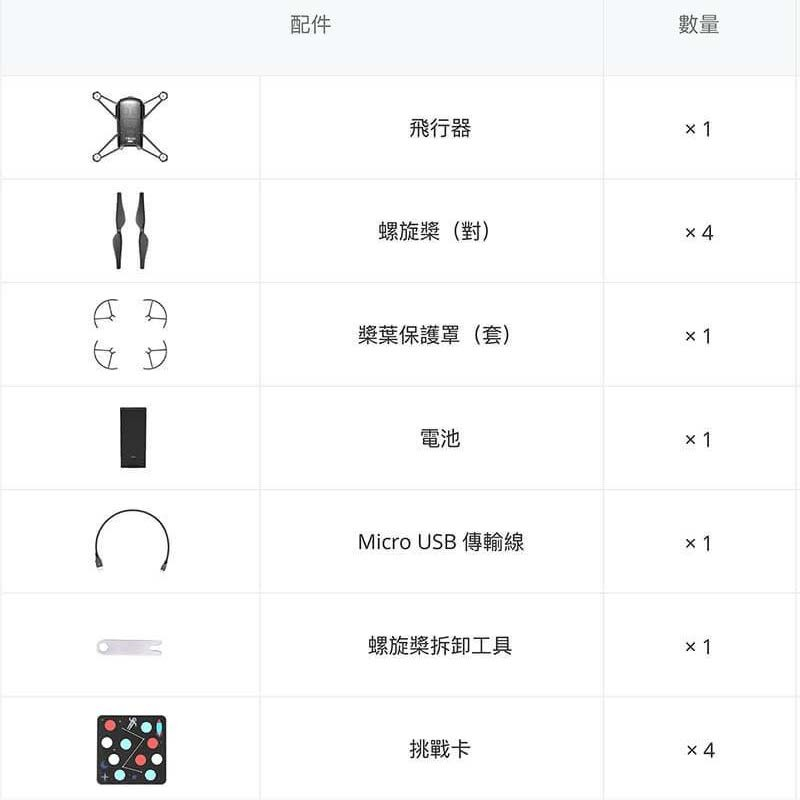 配件 數量
飛行器 × 1
螺旋槳（對） × 4
槳葉保護罩（套） × 1
電池 × 1
Micro USB 傳輸線 × 1
螺旋槳拆卸工具 × 1
挑戰卡 × 4